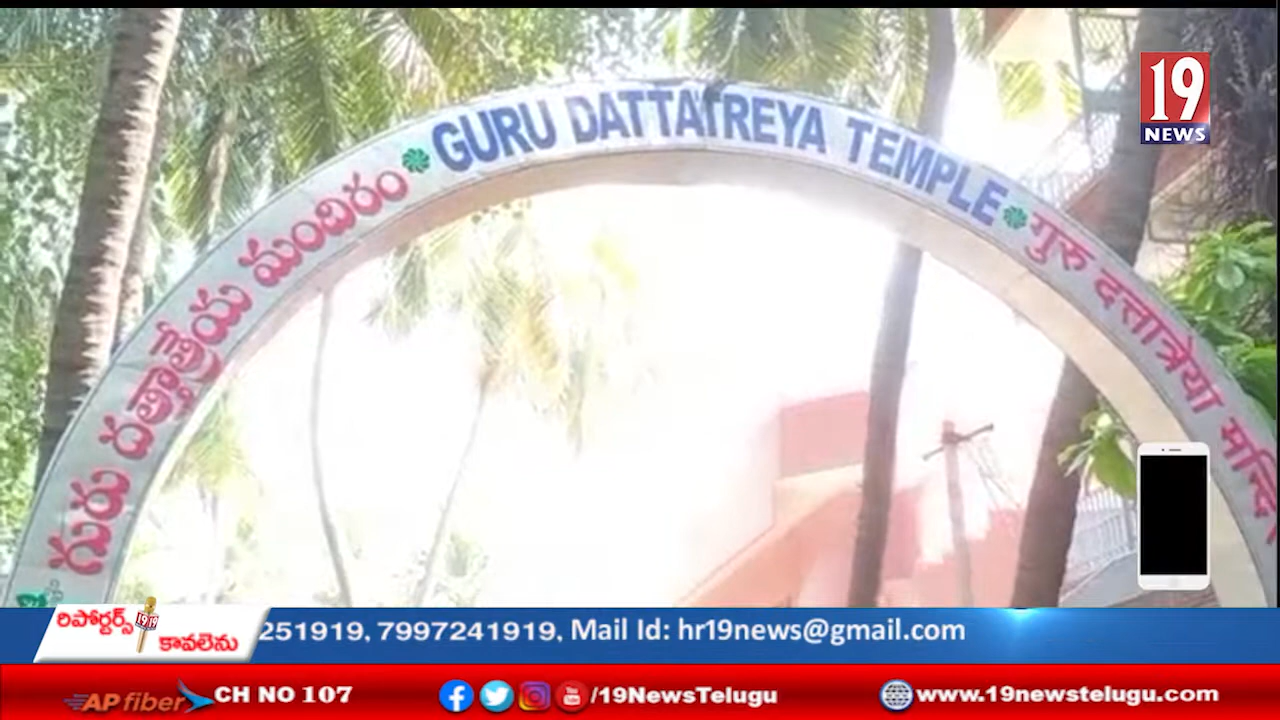 గురు దత్తాత్రేయ మందిరం GURU DATTATREYA TEMPLE गुरु दत्तात्रेया मन्दि
19
NEWS
రిపోర్టర్స్ కావలెను
251919, 7997241919, Mail Id: hr19news@gmail.com
AP fiber CH NO 107 /19NewsTelugu www.19newstelugu.com